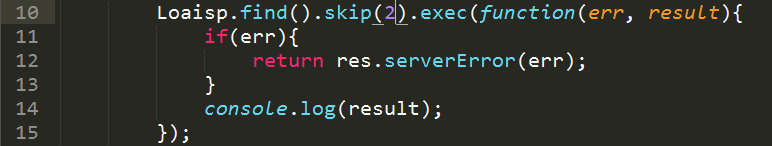 10 Loaisp.find().skip(2).exec(function(err, result){
11 if(err){
12 return res.serverError(err);
13 }
14 console.log(result);
15 });